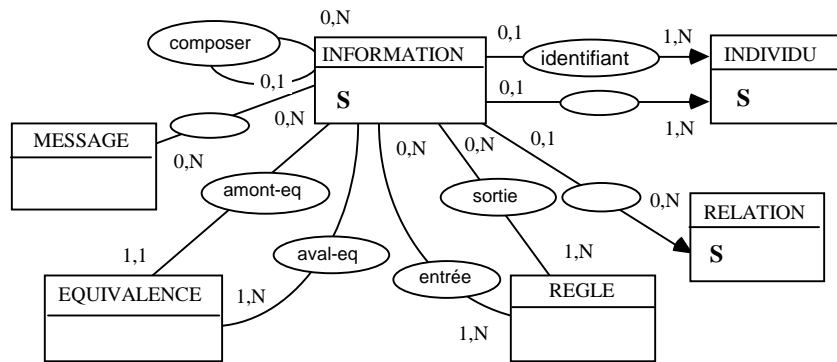 0,N
composer
INFORMATION
0,1
identifiant
1,N
INDIVIDU
0,1
S
0,1
S
MESSAGE
0,N
0,N
0,N
0,N
0,1
1,N
amont-eq
sortie
0,N
RELATION
S
1,1
aval-eq
entrée
1,N
EQUIVALENCE
1,N
REGLE
1,N